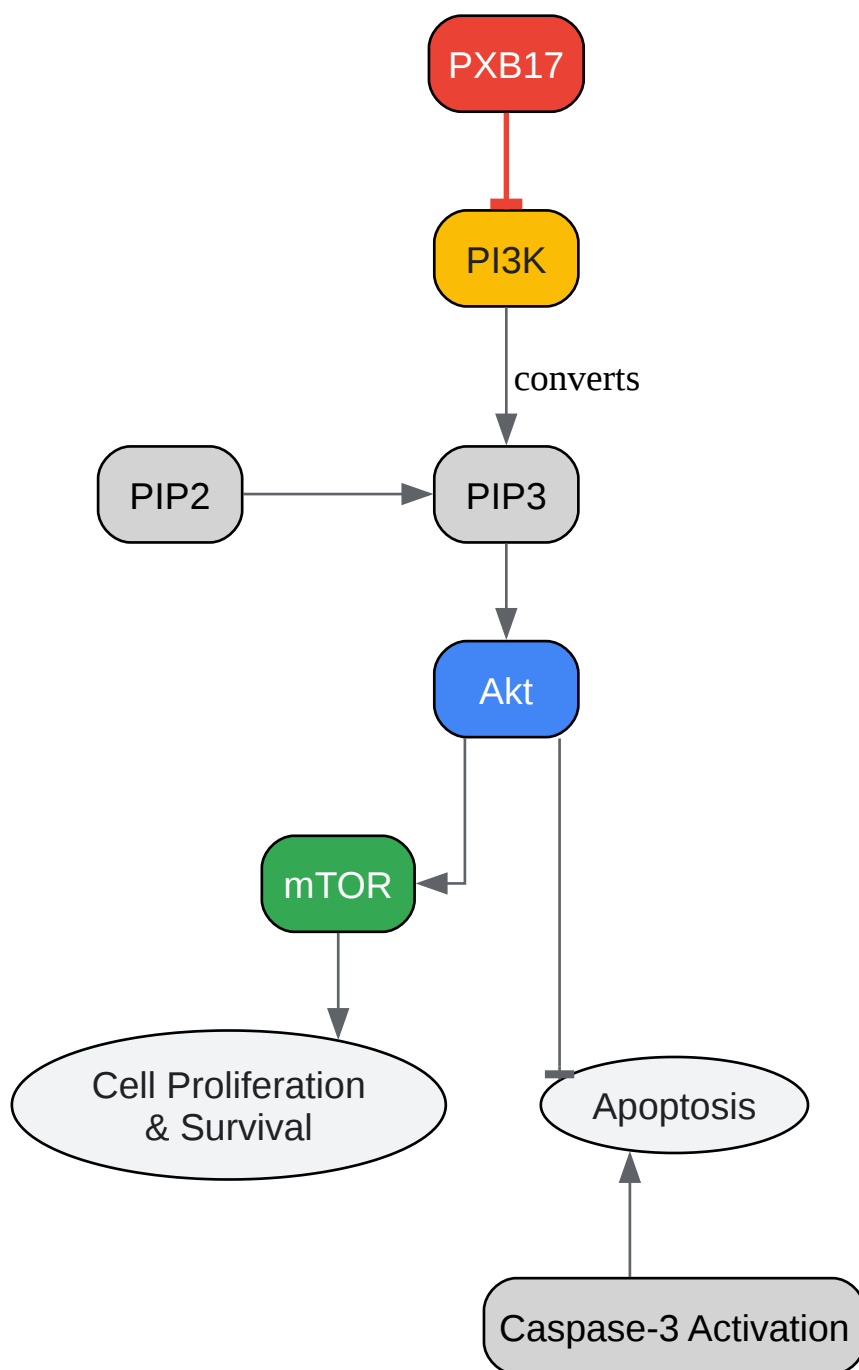 PXB17
PI3K
converts
PIP2
PIP3
Akt
mTOR
Cell Proliferation
& Survival
Apoptosis
Caspase-3 Activation